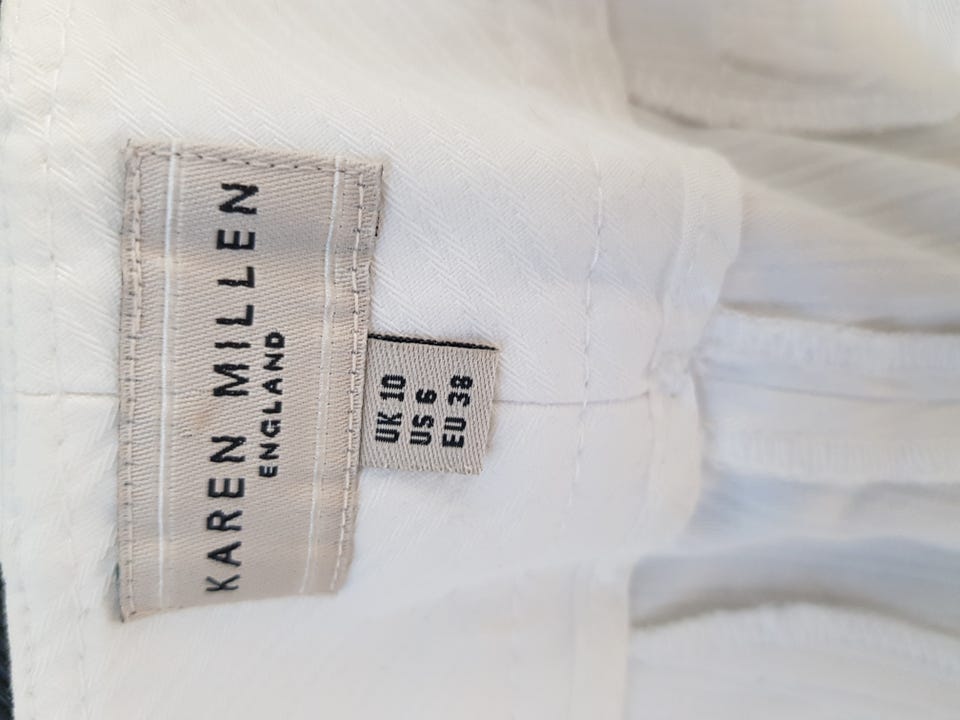 KAREN MILLEN
ENGLAND
UK 10
US 6
EU 38